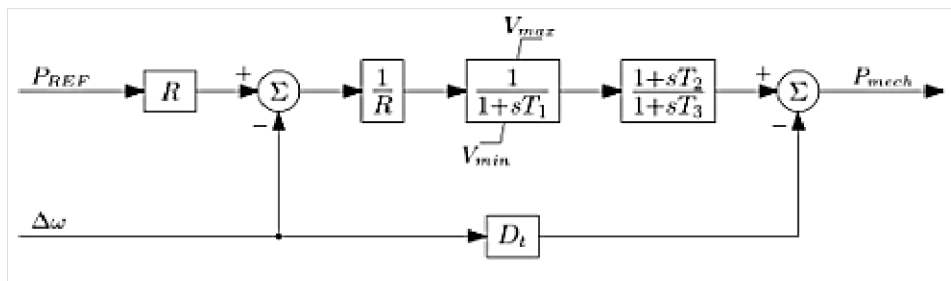 V_max
P_REF
R
+
Σ
−
1
R
1
1+sT_1
1+sT_2
1+sT_3
+
Σ
−
P_mech
V_min
Δω
D_t